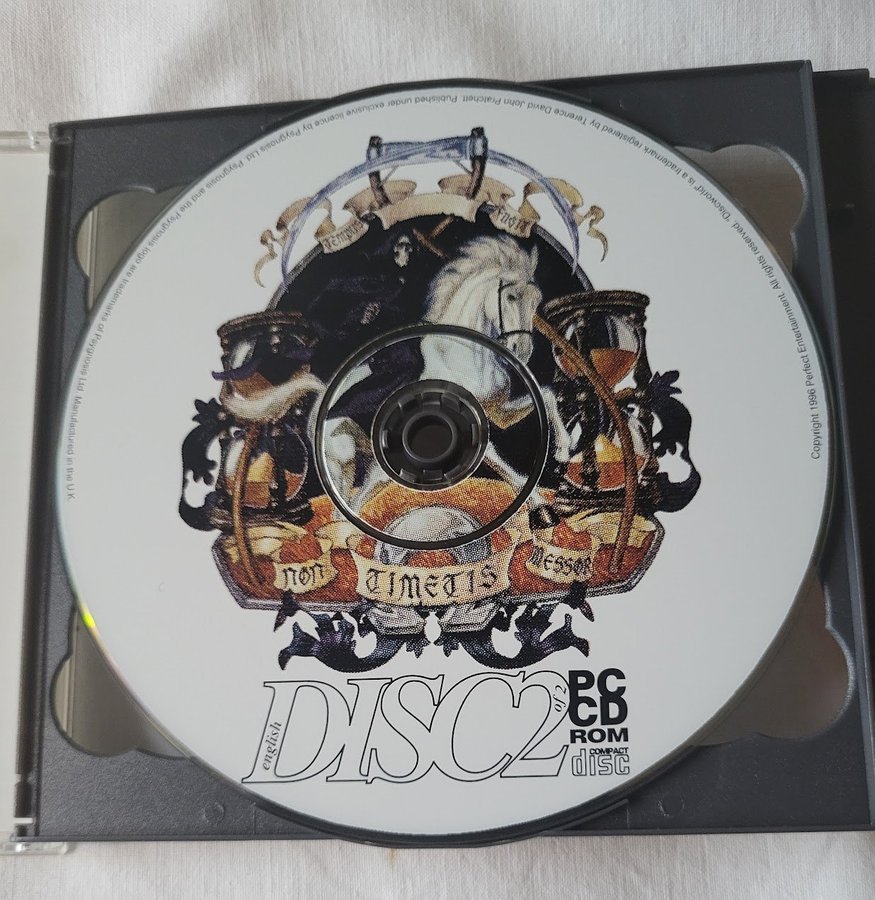 Manufactured in the U.K. Psygnosis and the Psygnosis logo are trademarks of Psygnosis Ltd. Published under exclusive licence by Psygnosis Ltd. "Discworld" is a trademark registered by Terence David John Pratchett. All rights reserved. Copyright 1996 Perfect Entertainment.
Tempus
NON
TIMETIS
MESSOR
english
DISC2
of 2
PC
CD
ROM
COMPACT
disc